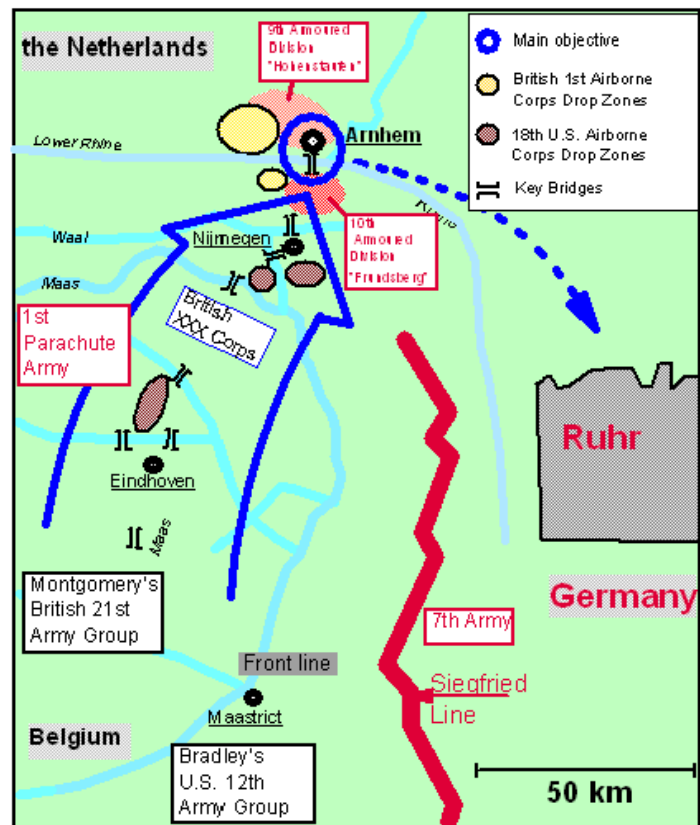 the Netherlands
9th Armoured
Division
"Hohenstaufen"
Main objective
British 1st Airborne
Corps Drop Zones
18th U.S. Airborne
Corps Drop Zones
Key Bridges
Lower Rhine
Arnhem
Rhine
Waal
Nijmegen
10th
Armoured
Division
"Frundsberg"
Maas
British
XXX Corps
1st
Parachute
Army
Ruhr
Eindhoven
Maas
Montgomery's
British 21st
Army Group
Germany
7th Army
Front line
Siegfried
Line
Maastrict
Belgium
Bradley's
U.S. 12th
Army Group
50 km